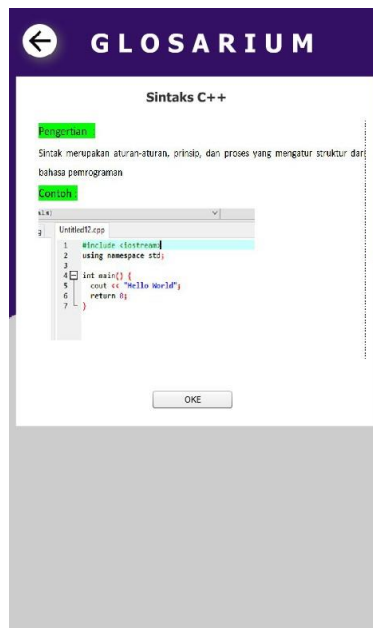 GLOSARIUM
Sintaks C++
Pengertian :
Sintak merupakan aturan-aturan, prinsip, dan proses yang mengatur struktur dari
bahasa pemrograman
Contoh :
Untitled12.cpp
1 #include <iostream>
2 using namespace std;
3
4 int main() {
5 cout << "Hello World";
6 return 0;
7 }
OKE